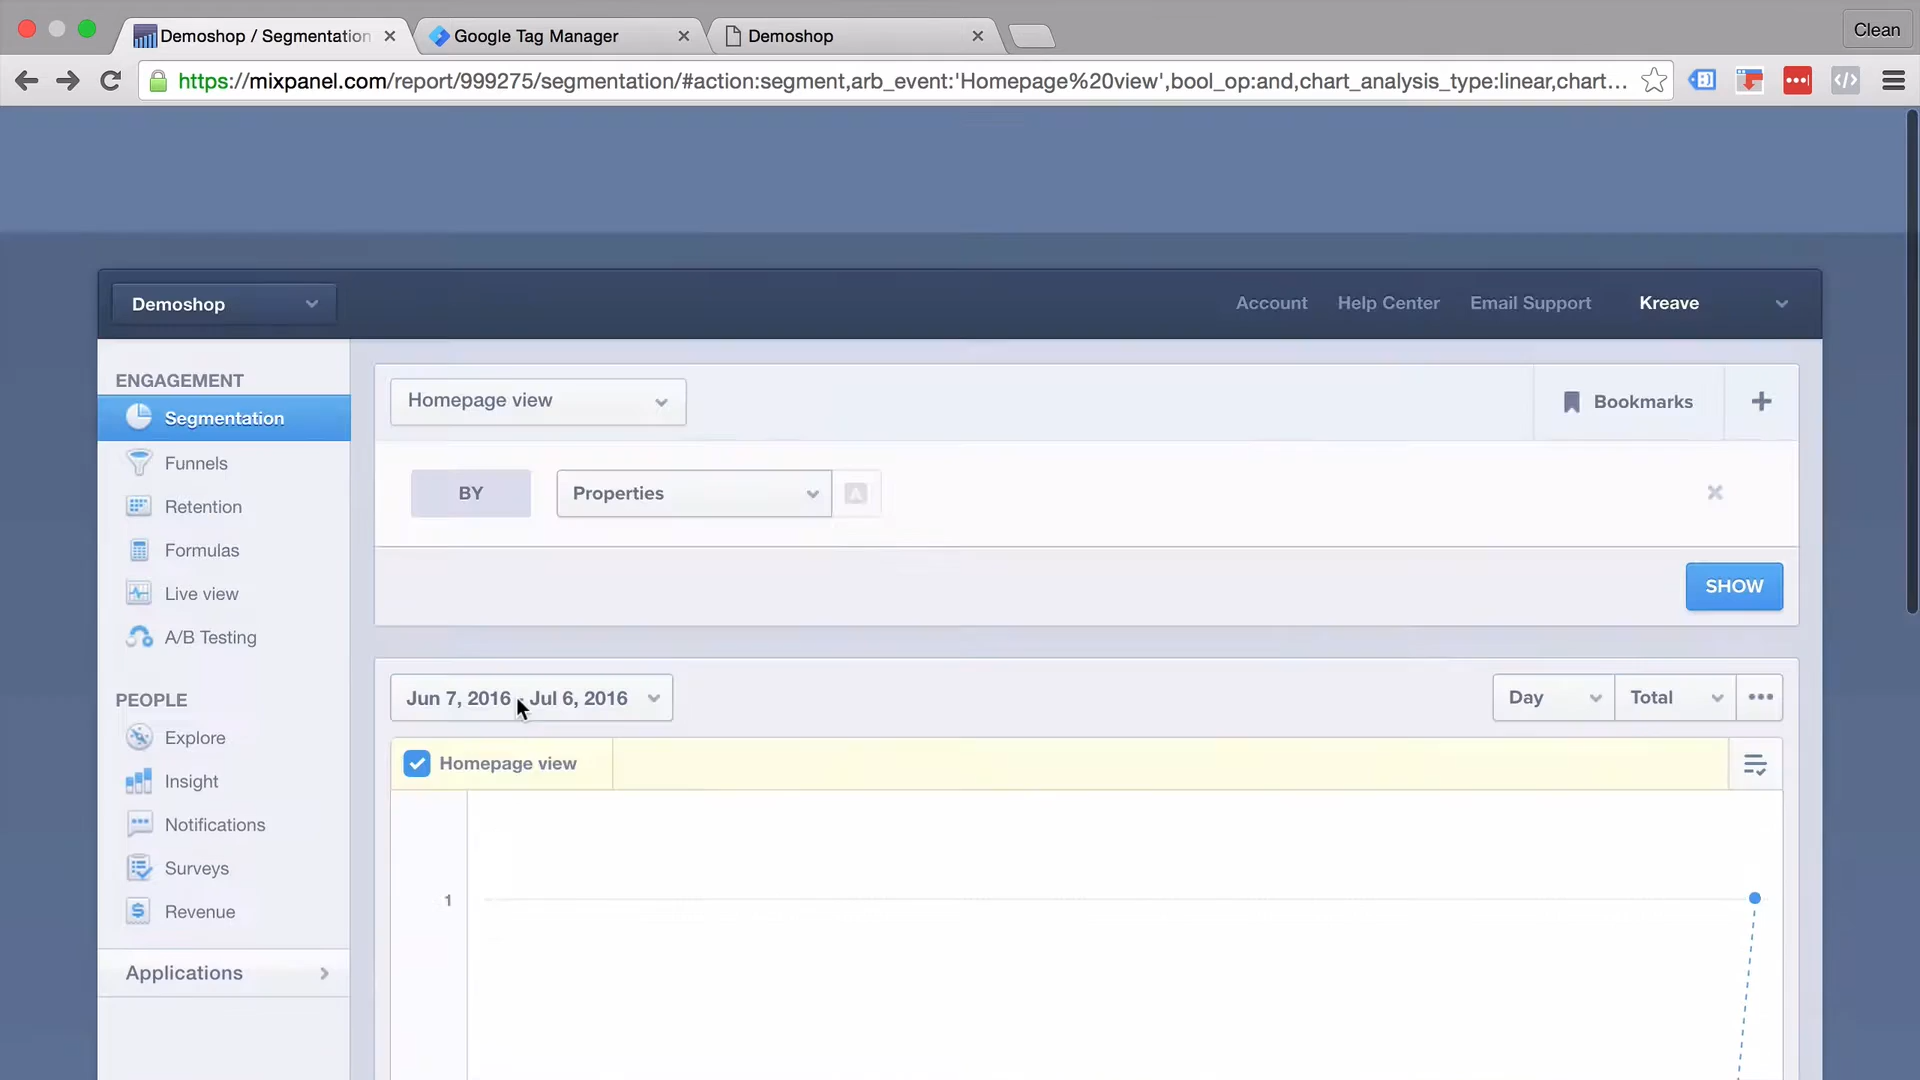 Demoshop / Segmentation
Google Tag Manager
Demoshop
Clean
https://mixpanel.com/report/999275/segmentation/#action:segment,arb_event:'Homepage%20view',bool_op:and,chart_analysis_type:linear,chart...
Demoshop
Account
Help Center
Email Support
Kreave
ENGAGEMENT
Segmentation
Funnels
Retention
Formulas
Live view
A/B Testing
PEOPLE
Explore
Insight
Notifications
Surveys
Revenue
Applications
Homepage view
Bookmarks
BY
Properties
A
SHOW
Jun 7, 2016 - Jul 6, 2016
Day
Total
Homepage view
1